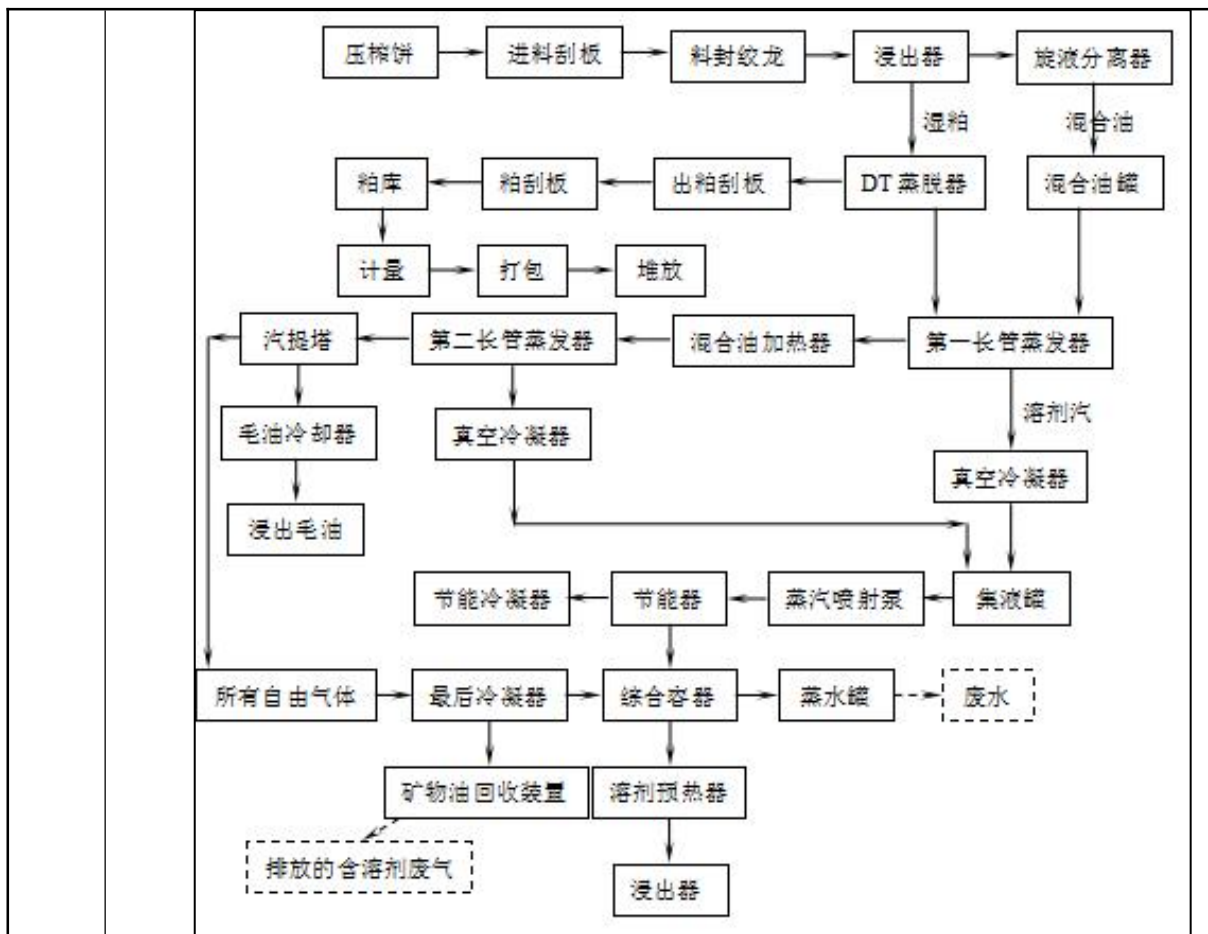 压榨饼 进料刮板 料封绞龙 浸出器 旋液分离器
湿粕 混合油
粕库 粕刮板 出粕刮板 DT蒸脱器 混合油罐
计量 打包 堆放
汽提塔 第二长管蒸发器 混合油加热器 第一长管蒸发器
溶剂汽
毛油冷却器 真空冷凝器
真空冷凝器
浸出毛油
节能冷凝器 节能器 蒸汽喷射泵 集液罐
所有自由气体 最后冷凝器 综合容器 蒸水罐 废水
矿物油回收装置 溶剂预热器
排放的含溶剂废气
浸出器